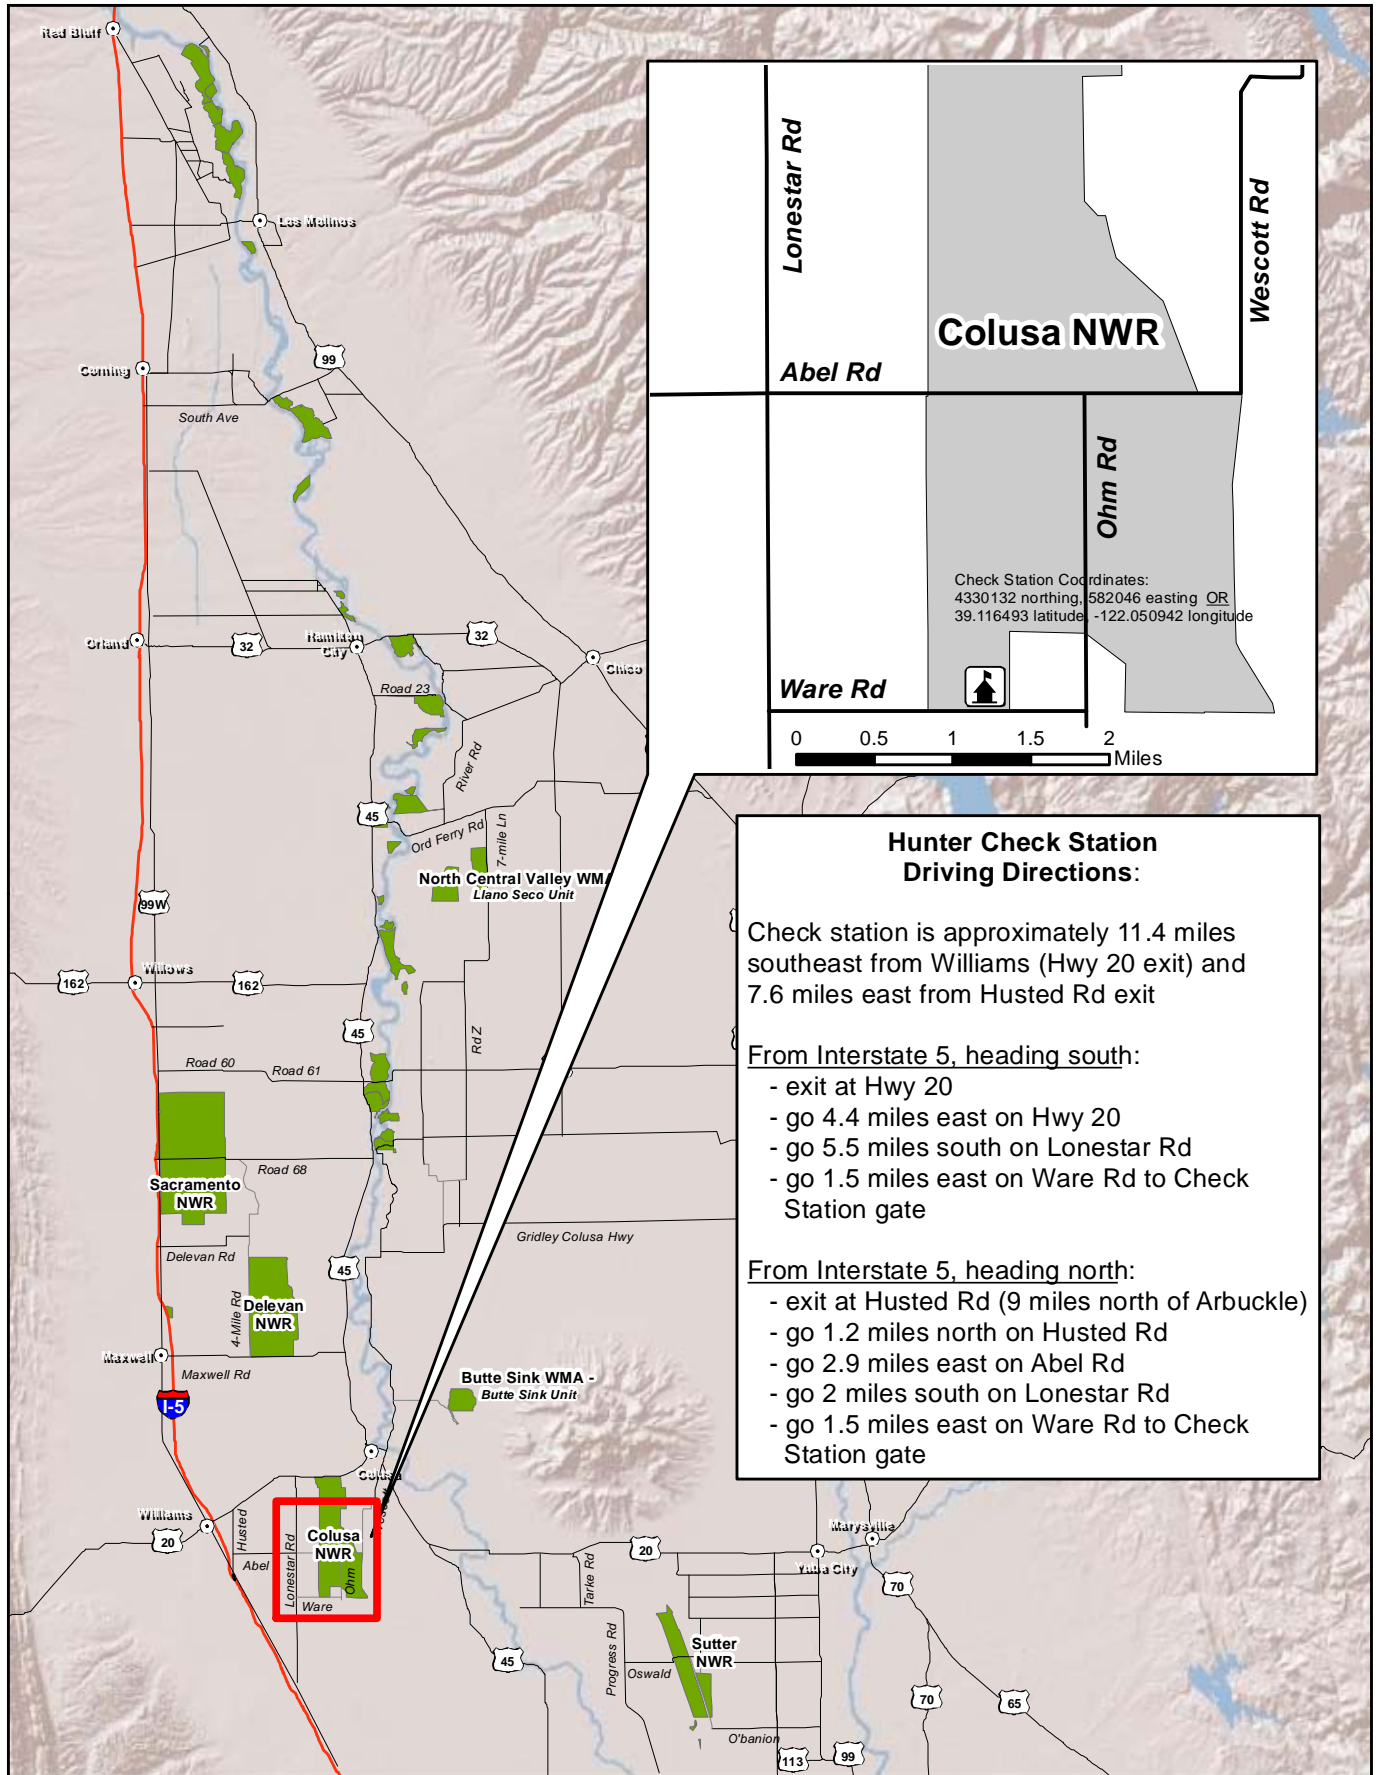 Red Bluff
Los Molinos
99
Corning
South Ave
Orland
32
Hamilton
City
32
Chico
Road 23
River Rd
45
Ord Ferry Rd
7-mile Ln
North Central Valley WMA
Llano Seco Unit
99W
162
Willows
162
45
Rd Z
Road 60
Road 61
Road 68
Sacramento
NWR
Gridley Colusa Hwy
Delevan Rd
45
4-Mile Rd
Delevan
NWR
Maxwell
Maxwell Rd
Butte Sink WMA -
Butte Sink Unit
I-5
Colusa
Williams
20
Husted
Abel
Lonestar Rd
Colusa
NWR
Ohm
Ware
20
Tarke Rd
Marysville
Yuba City
70
Progress Rd
Oswald
Sutter
NWR
45
70
65
O'banion
113
99
Lonestar Rd
Wescott Rd
Colusa NWR
Abel Rd
Ohm Rd
Check Station Coordinates:
4330132 northing, 582046 easting OR
39.116493 latitude, -122.050942 longitude
Ware Rd
0 0.5 1 1.5 2
Miles
Hunter Check Station
Driving Directions:
Check station is approximately 11.4 miles
southeast from Williams (Hwy 20 exit) and
7.6 miles east from Husted Rd exit
From Interstate 5, heading south:
- exit at Hwy 20
- go 4.4 miles east on Hwy 20
- go 5.5 miles south on Lonestar Rd
- go 1.5 miles east on Ware Rd to Check
Station gate
From Interstate 5, heading north:
- exit at Husted Rd (9 miles north of Arbuckle)
- go 1.2 miles north on Husted Rd
- go 2.9 miles east on Abel Rd
- go 2 miles south on Lonestar Rd
- go 1.5 miles east on Ware Rd to Check
Station gate